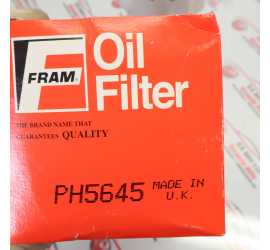 FRAM
Oil
Filter
THE BRAND NAME THAT
GUARANTEES QUALITY
PH5645 MADE IN
U.K.